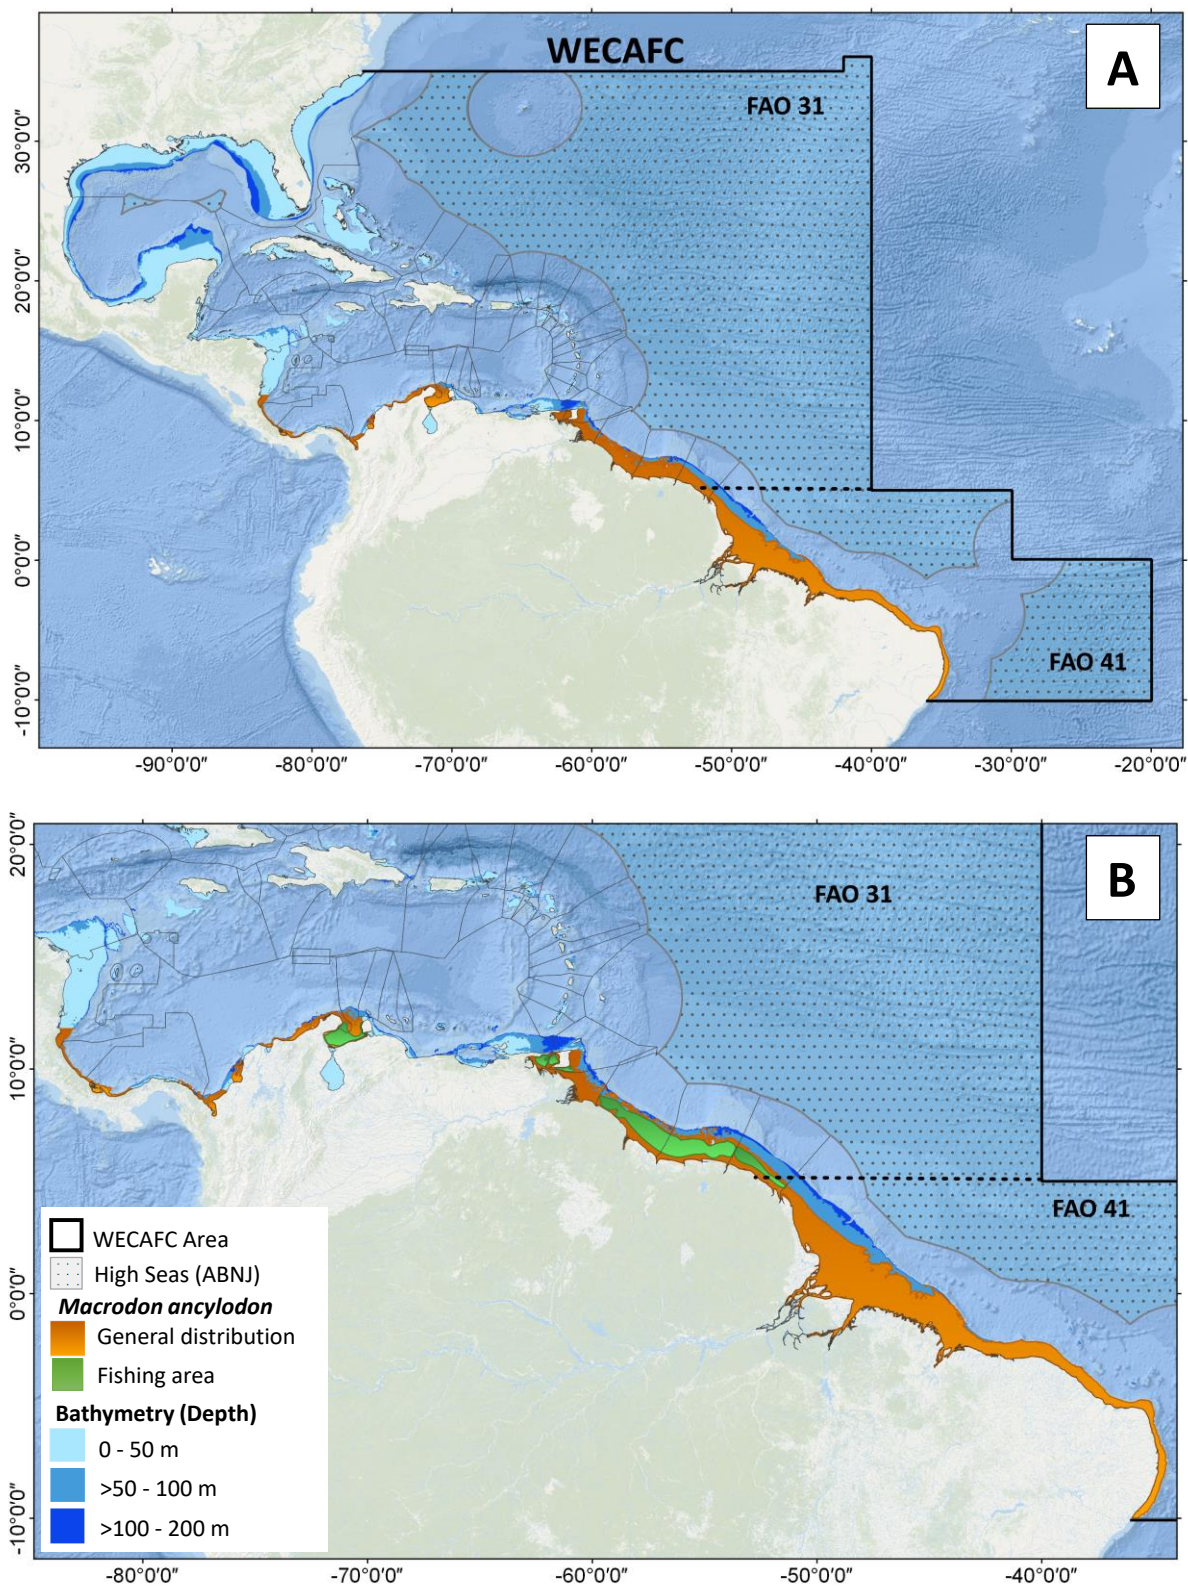 WECAFC
A
FAO 31
FAO 41
30°0'0"
20°0'0"
10°0'0"
0°0'0"
-10°0'0"
-90°0'0"
-80°0'0"
-70°0'0"
-60°0'0"
-50°0'0"
-40°0'0"
-30°0'0"
-20°0'0"
B
FAO 31
FAO 41
20°0'0"
10°0'0"
0°0'0"
-10°0'0"
WECAFC Area
High Seas (ABNJ)
Macrodon ancylodon
General distribution
Fishing area
Bathymetry (Depth)
0 - 50 m
>50 - 100 m
>100 - 200 m
-80°0'0"
-70°0'0"
-60°0'0"
-50°0'0"
-40°0'0"